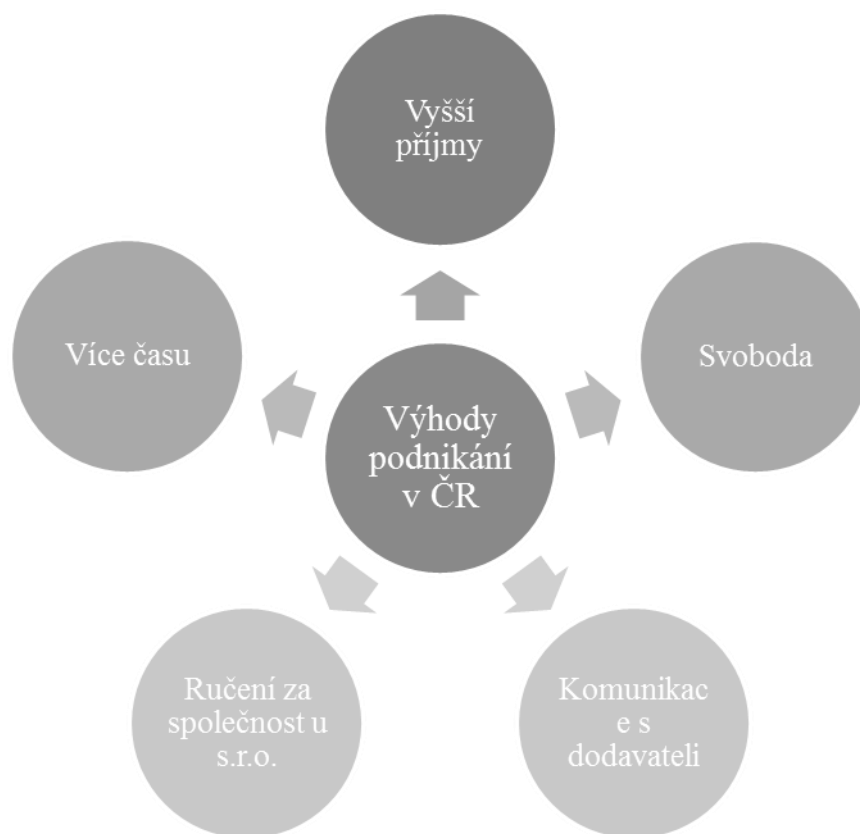 Vyšší
příjmy
Více času
Svoboda
Výhody
podnikání
v ČR
Ručení za
společnost u
s.r.o.
Komunikac
e s
dodavateli